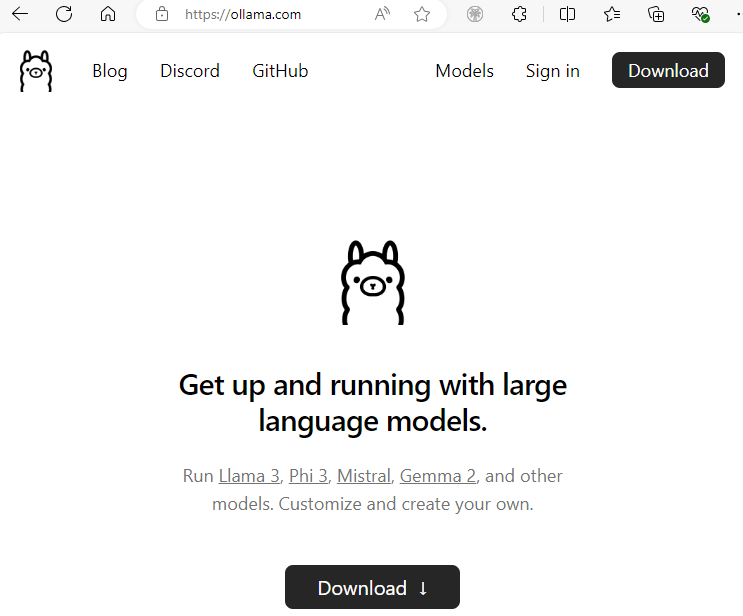 https://ollama.com
Blog Discord GitHub Models Sign in Download
Get up and running with large
language models.
Run Llama 3, Phi 3, Mistral, Gemma 2, and other
models. Customize and create your own.
Download ↓